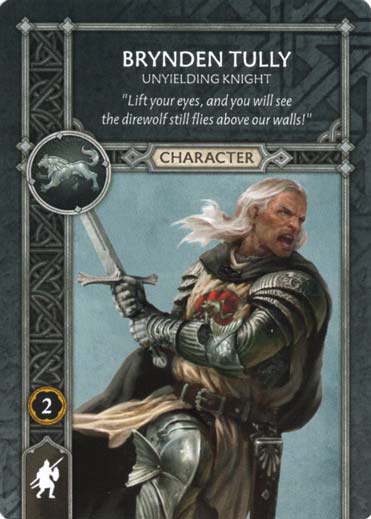 BRYNDEN TULLY
UNYIELDING KNIGHT
"Lift your eyes, and you will see
the direwolf still flies above our walls!"
CHARACTER
2